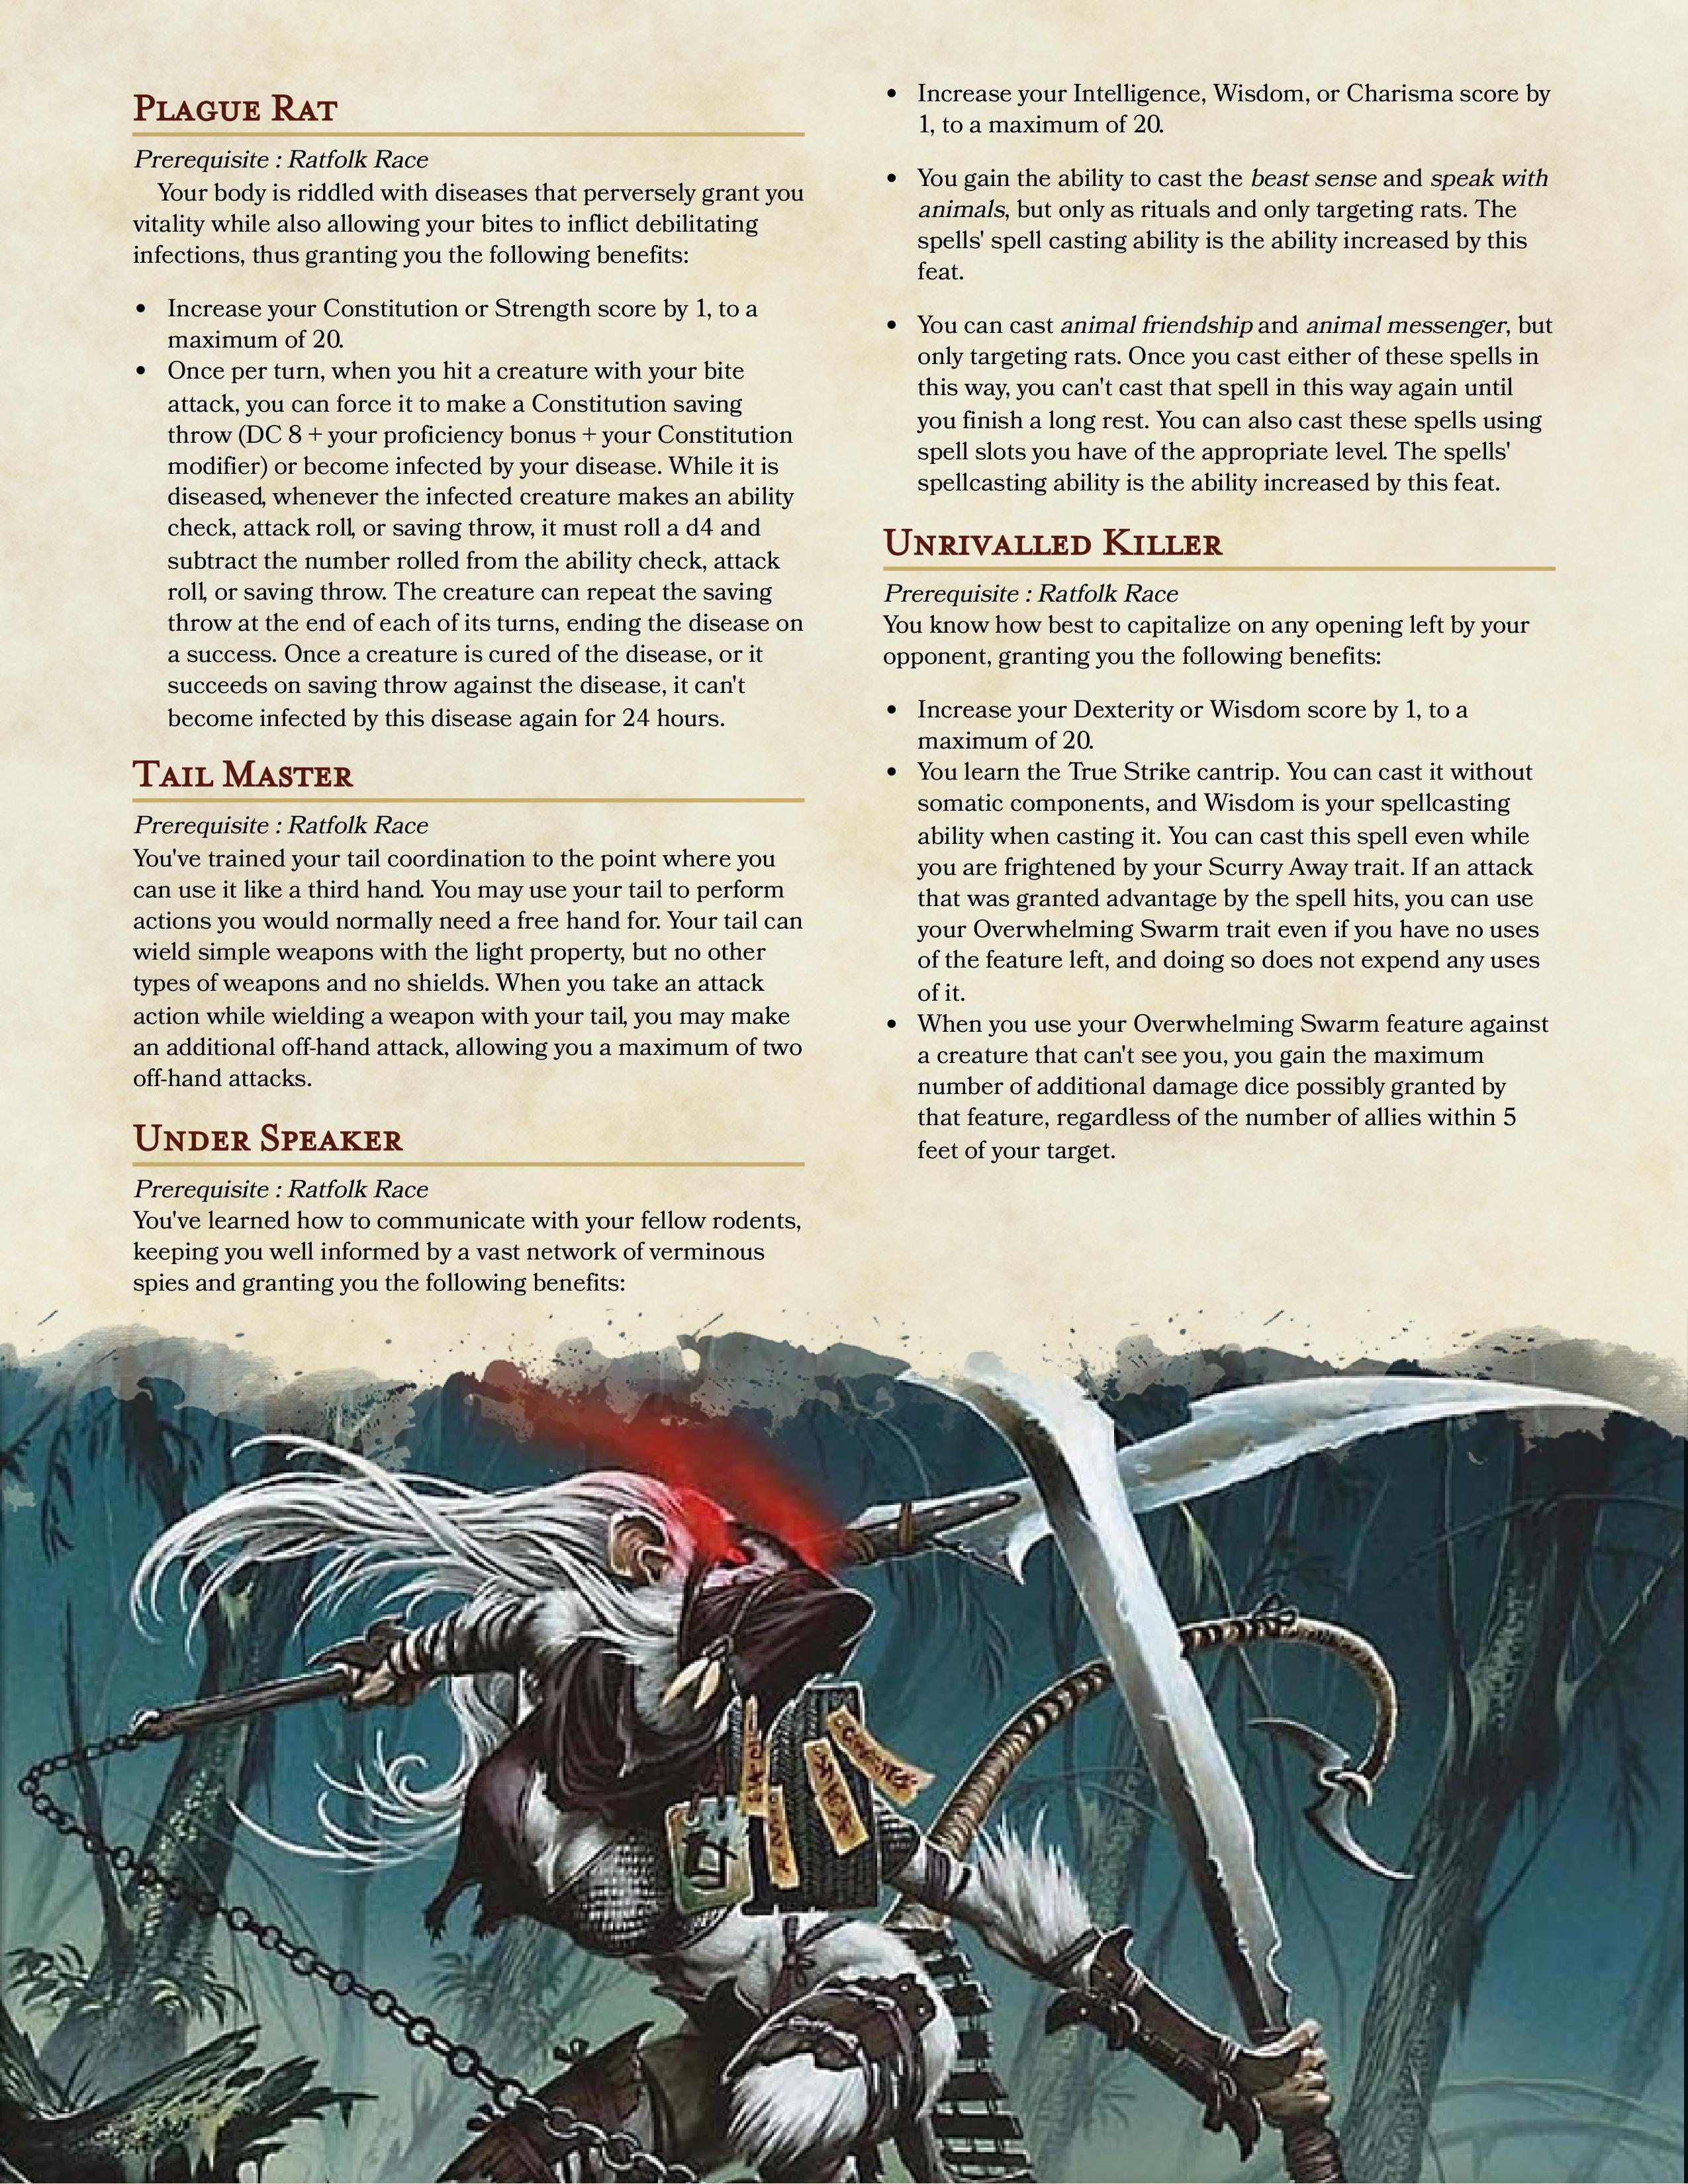 Plague Rat
Prerequisite : Ratfolk Race
Your body is riddled with diseases that perversely grant you
vitality while also allowing your bites to inflict debilitating
infections, thus granting you the following benefits:
• Increase your Constitution or Strength score by 1, to a
maximum of 20.
• Once per turn, when you hit a creature with your bite
attack, you can force it to make a Constitution saving
throw (DC 8 + your proficiency bonus + your Constitution
modifier) or become infected by your disease. While it is
diseased, whenever the infected creature makes an ability
check, attack roll, or saving throw, it must roll a d4 and
subtract the number rolled from the ability check, attack
roll, or saving throw. The creature can repeat the saving
throw at the end of each of its turns, ending the disease on
a success. Once a creature is cured of the disease, or it
succeeds on saving throw against the disease, it can't
become infected by this disease again for 24 hours.
Tail Master
Prerequisite : Ratfolk Race
You've trained your tail coordination to the point where you
can use it like a third hand. You may use your tail to perform
actions you would normally need a free hand for. Your tail can
wield simple weapons with the light property, but no other
types of weapons and no shields. When you take an attack
action while wielding a weapon with your tail, you may make
an additional off-hand attack, allowing you a maximum of two
off-hand attacks.
Under Speaker
Prerequisite : Ratfolk Race
You've learned how to communicate with your fellow rodents,
keeping you well informed by a vast network of verminous
spies and granting you the following benefits:
• Increase your Intelligence, Wisdom, or Charisma score by
1, to a maximum of 20.
• You gain the ability to cast the beast sense and speak with
animals, but only as rituals and only targeting rats. The
spells' spell casting ability is the ability increased by this
feat.
• You can cast animal friendship and animal messenger, but
only targeting rats. Once you cast either of these spells in
this way, you can't cast that spell in this way again until
you finish a long rest. You can also cast these spells using
spell slots you have of the appropriate level. The spells'
spellcasting ability is the ability increased by this feat.
Unrivalled Killer
Prerequisite : Ratfolk Race
You know how best to capitalize on any opening left by your
opponent, granting you the following benefits:
• Increase your Dexterity or Wisdom score by 1, to a
maximum of 20.
• You learn the True Strike cantrip. You can cast it without
somatic components, and Wisdom is your spellcasting
ability when casting it. You can cast this spell even while
you are frightened by your Scurry Away trait. If an attack
that was granted advantage by the spell hits, you can use
your Overwhelming Swarm trait even if you have no uses
of the feature left, and doing so does not expend any uses
of it.
• When you use your Overwhelming Swarm feature against
a creature that can't see you, you gain the maximum
number of additional damage dice possibly granted by
that feature, regardless of the number of allies within 5
feet of your target.